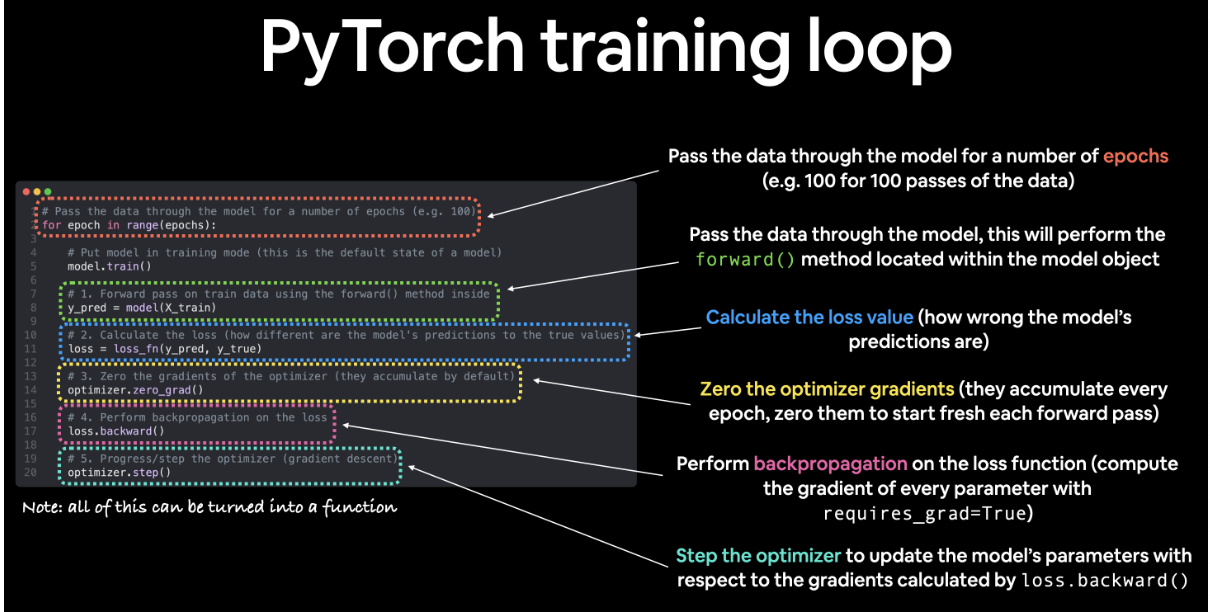 PyTorch training loop
1 # Pass the data through the model for a number of epochs (e.g. 100)
2 for epoch in range(epochs):
3
4 # Put model in training mode (this is the default state of a model)
5 model.train()
6
7 # 1. Forward pass on train data using the forward() method inside
8 y_pred = model(X_train)
9
10 # 2. Calculate the loss (how different are the model's predictions to the true values)
11 loss = loss_fn(y_pred, y_true)
12
13 # 3. Zero the gradients of the optimizer (they accumulate by default)
14 optimizer.zero_grad()
15
16 # 4. Perform backpropagation on the loss
17 loss.backward()
18
19 # 5. Progress/step the optimizer (gradient descent)
20 optimizer.step()
Note: all of this can be turned into a function
Pass the data through the model for a number of epochs
(e.g. 100 for 100 passes of the data)
Pass the data through the model, this will perform the
forward() method located within the model object
Calculate the loss value (how wrong the model's
predictions are)
Zero the optimizer gradients (they accumulate every
epoch, zero them to start fresh each forward pass)
Perform backpropagation on the loss function (compute
the gradient of every parameter with
requires_grad=True)
Step the optimizer to update the model's parameters with
respect to the gradients calculated by loss.backward()